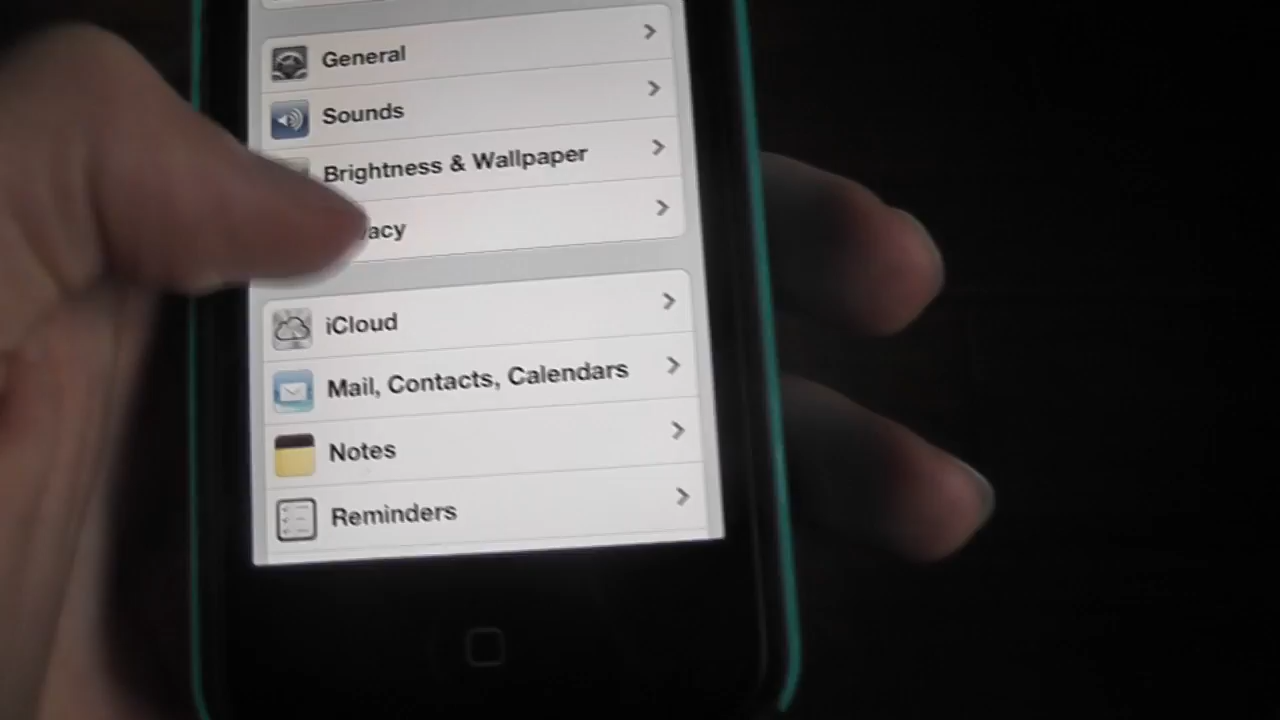 General
Sounds
Brightness & Wallpaper
acy
iCloud
Mail, Contacts, Calendars
Notes
Reminders